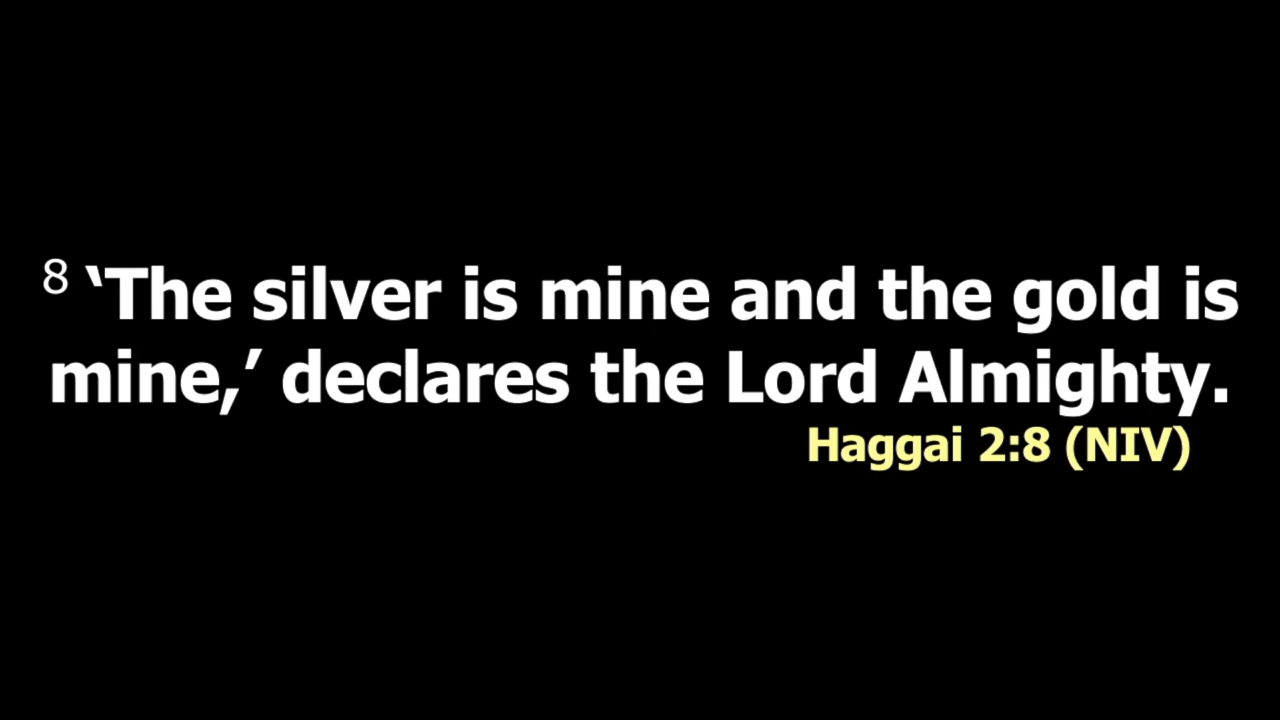 8 ‘The silver is mine and the gold is
mine,’ declares the Lord Almighty.
Haggai 2:8 (NIV)